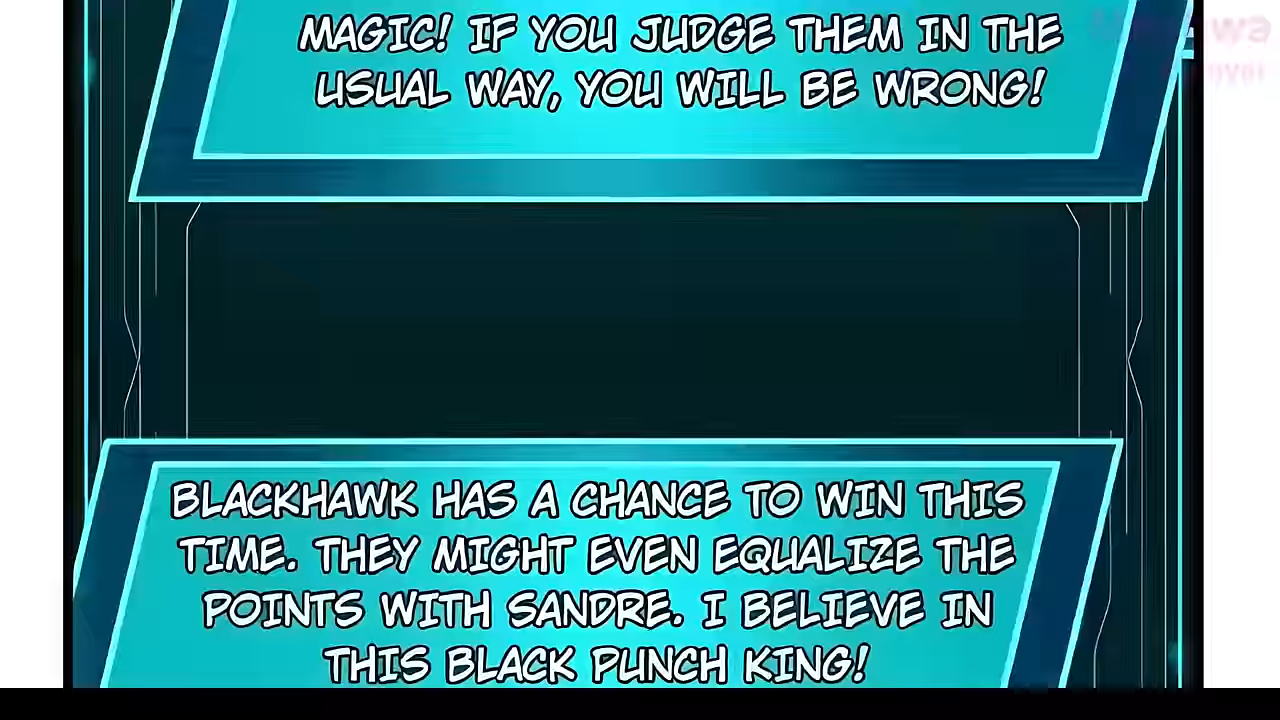 MAGIC! IF YOU JUDGE THEM IN THE
USUAL WAY, YOU WILL BE WRONG!
BLACKHAWK HAS A CHANCE TO WIN THIS
TIME. THEY MIGHT EVEN EQUALIZE THE
POINTS WITH SANDRE. I BELIEVE IN
THIS BLACK PUNCH KING!